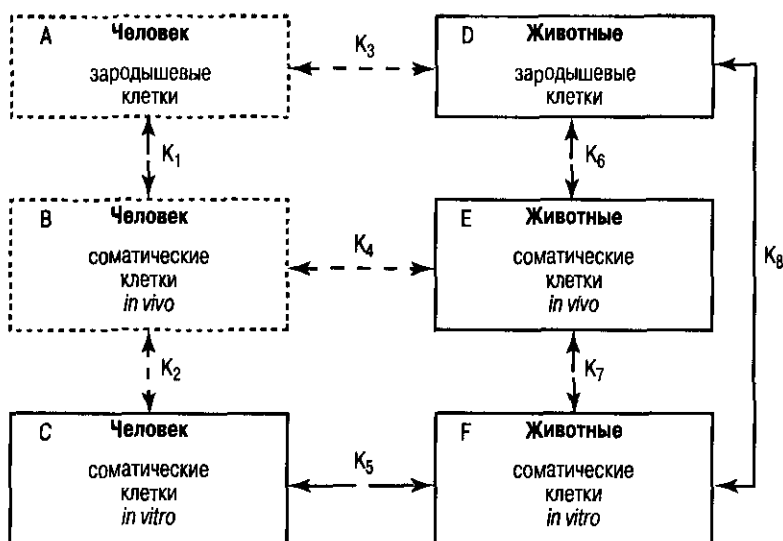 A Человек
зародышевые
клетки
K3
D Животные
зародышевые
клетки
K1
K6
B Человек
соматические
клетки
in vivo
K4
E Животные
соматические
клетки
in vivo
K8
K2
K7
C Человек
соматические
клетки
in vitro
K5
F Животные
соматические
клетки
in vitro